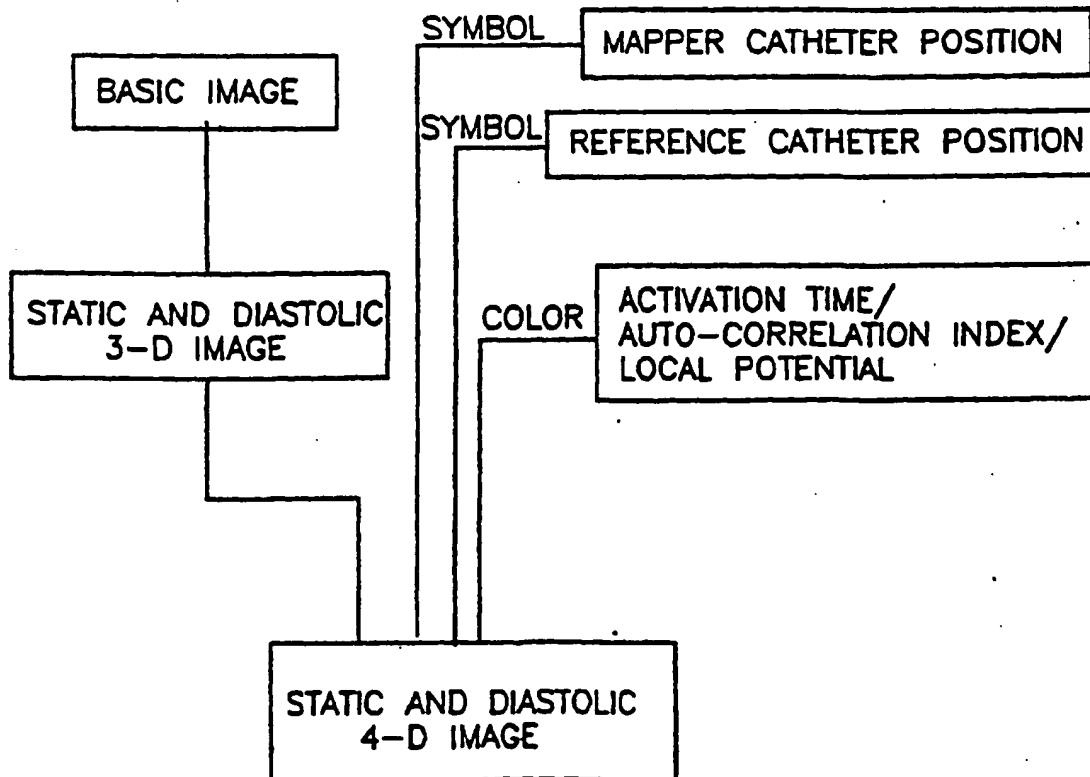 SYMBOL
MAPPER CATHETER POSITION
BASIC IMAGE
SYMBOL
REFERENCE CATHETER POSITION
STATIC AND DIASTOLIC
3-D IMAGE
COLOR
ACTIVATION TIME/
AUTO-CORRELATION INDEX/
LOCAL POTENTIAL
STATIC AND DIASTOLIC
4-D IMAGE